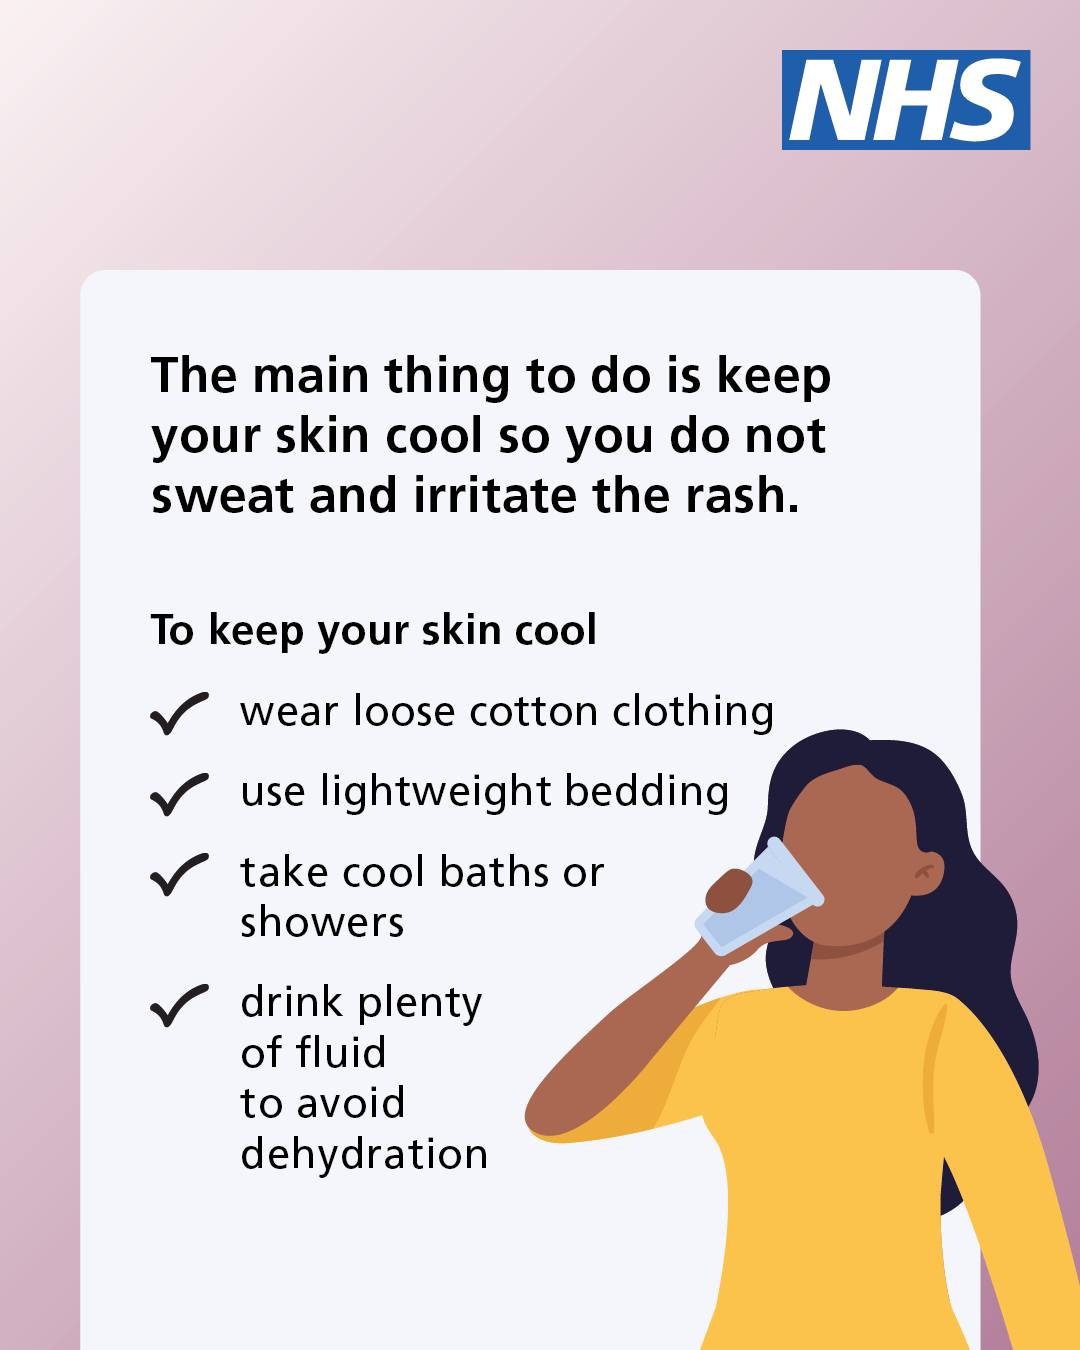 NHS
The main thing to do is keep
your skin cool so you do not
sweat and irritate the rash.
To keep your skin cool
wear loose cotton clothing
use lightweight bedding
take cool baths or
showers
drink plenty
of fluid
to avoid
dehydration